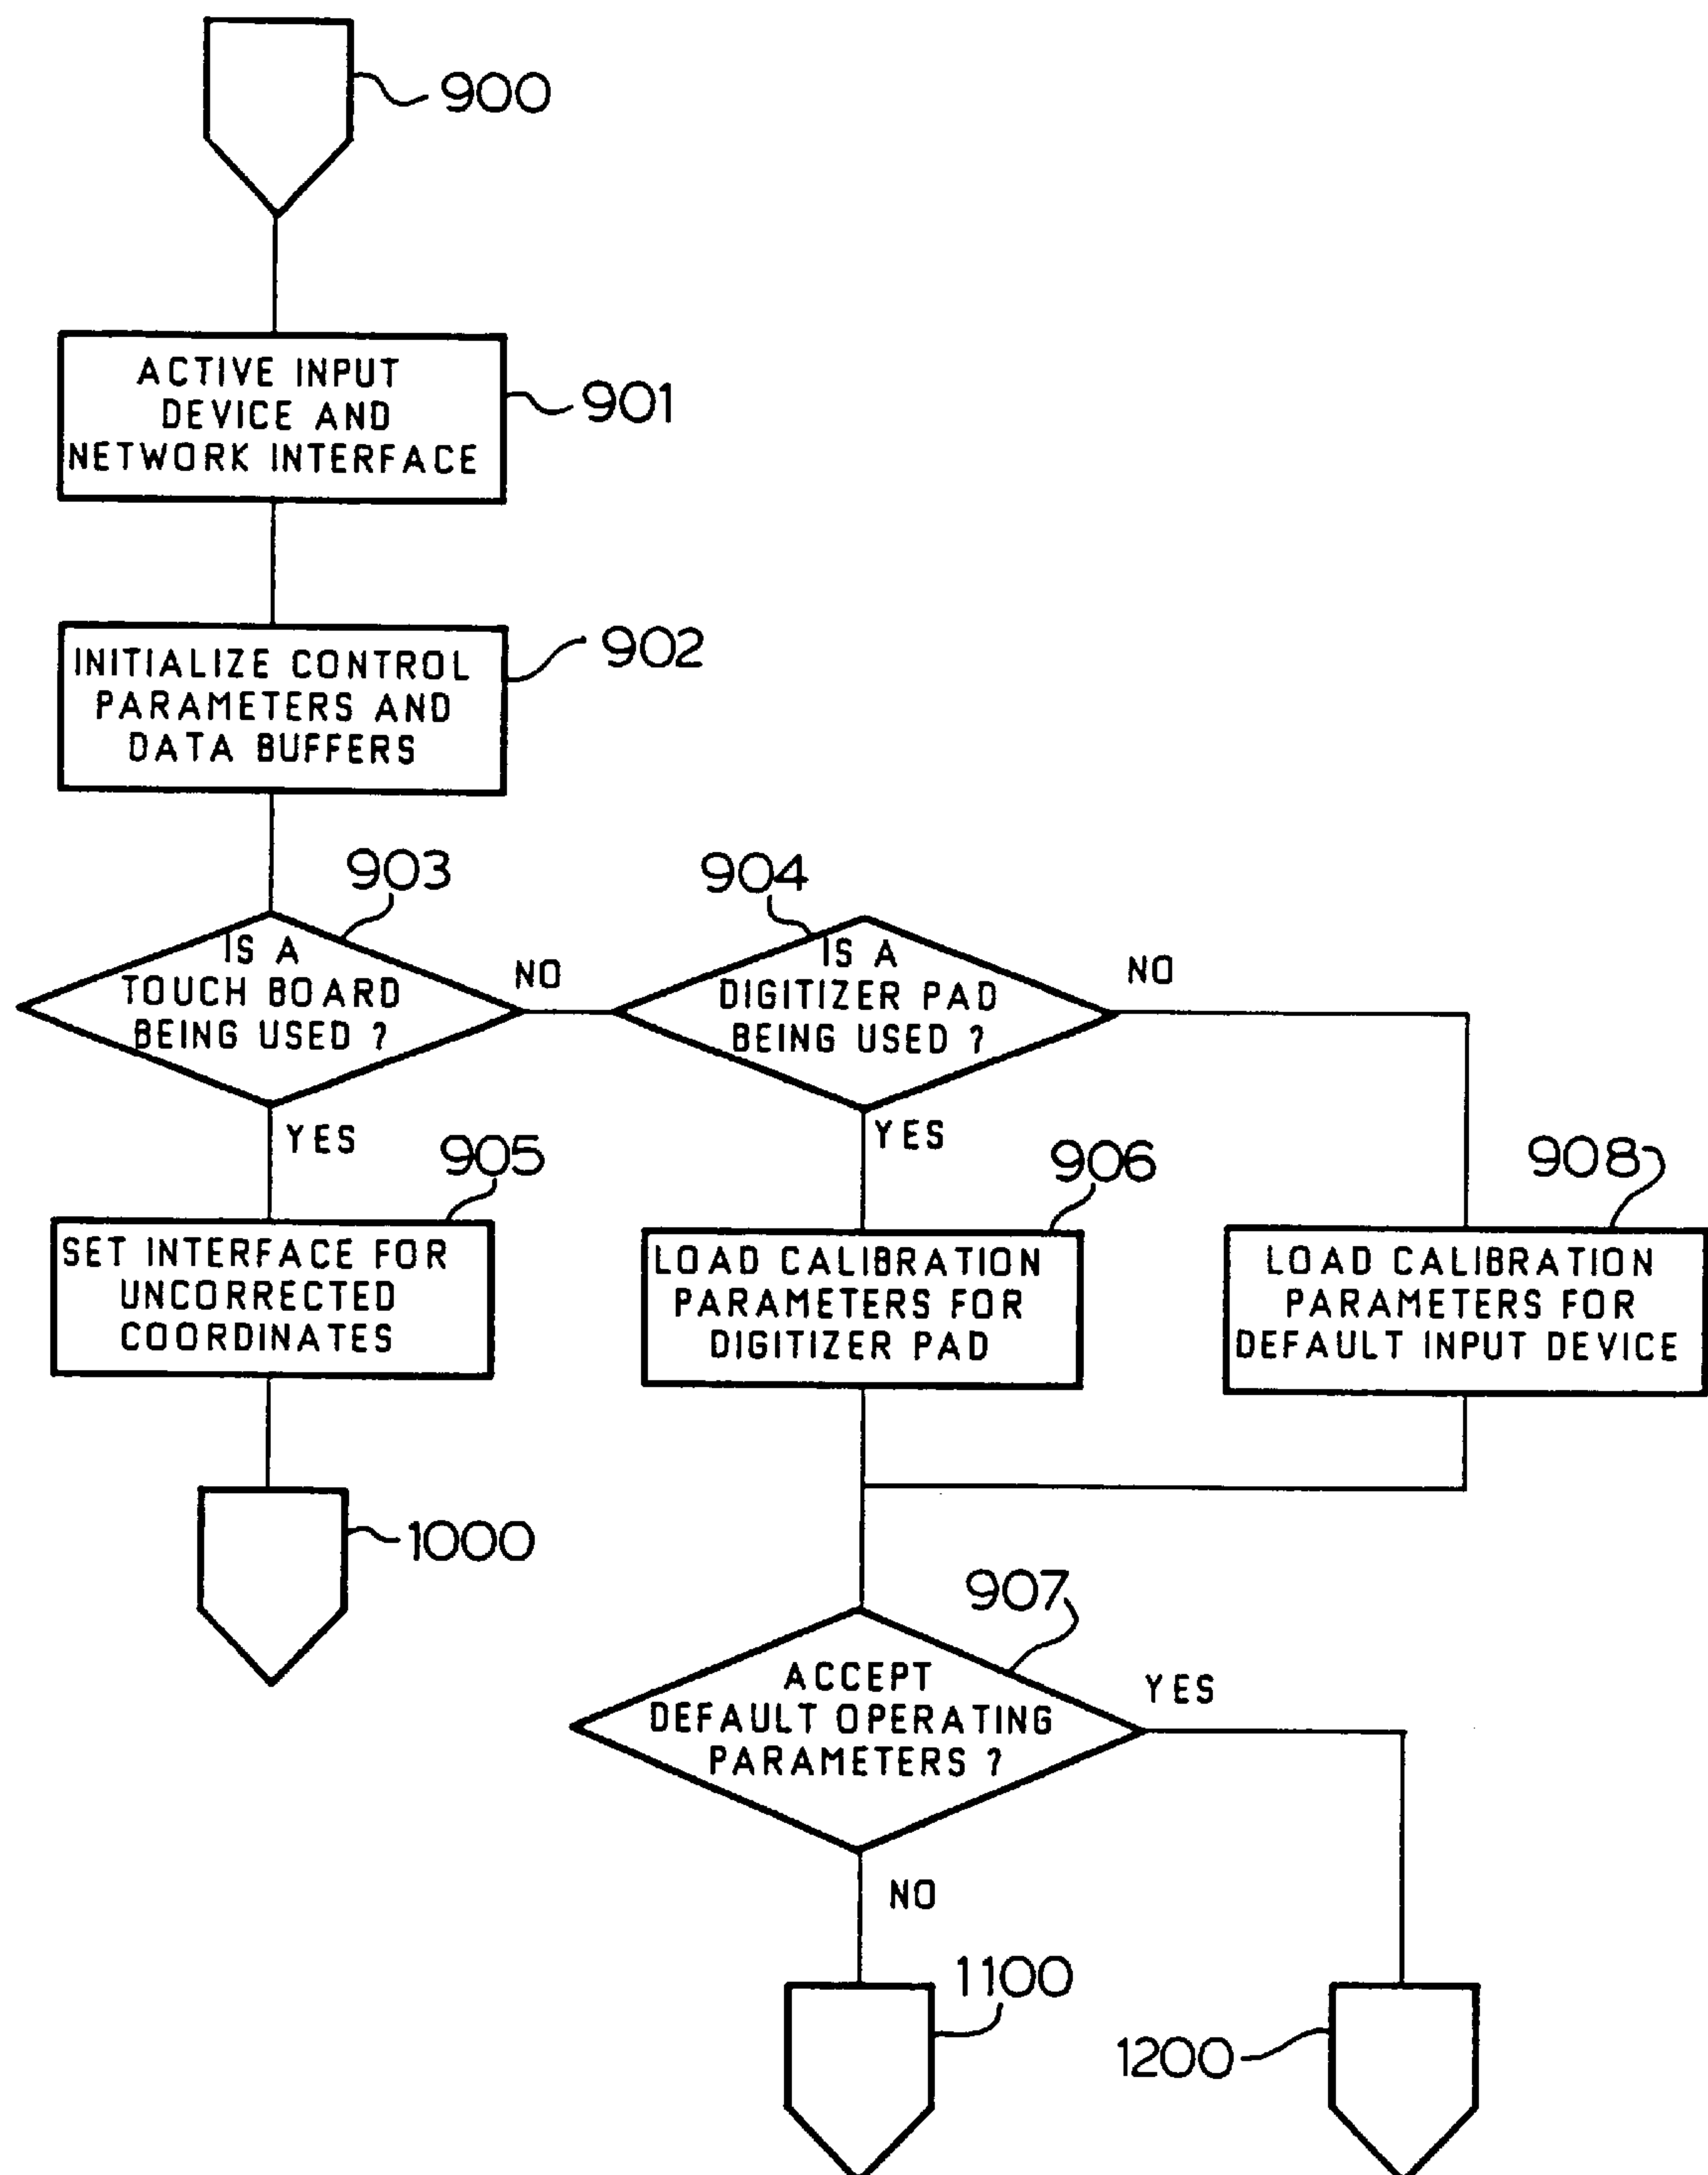 900
ACTIVE INPUT
DEVICE AND
NETWORK INTERFACE
901
INITIALIZE CONTROL
PARAMETERS AND
DATA BUFFERS
902
903
IS A
TOUCH BOARD
BEING USED ?
NO
904
IS A
DIGITIZER PAD
BEING USED ?
NO
YES
905
SET INTERFACE FOR
UNCORRECTED
COORDINATES
1000
YES
906
LOAD CALIBRATION
PARAMETERS FOR
DIGITIZER PAD
908
LOAD CALIBRATION
PARAMETERS FOR
DEFAULT INPUT DEVICE
907
ACCEPT
DEFAULT OPERATING
PARAMETERS ?
YES
NO
1100
1200